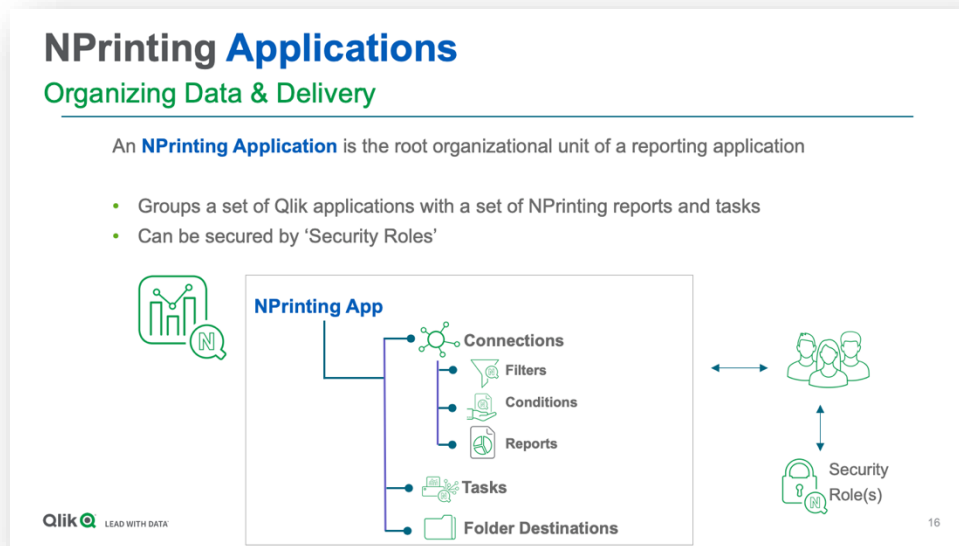 NPrinting Applications
Organizing Data & Delivery
An NPrinting Application is the root organizational unit of a reporting application
• Groups a set of Qlik applications with a set of NPrinting reports and tasks
• Can be secured by ‘Security Roles’
NPrinting App
Connections
Filters
Conditions
Reports
Tasks
Folder Destinations
Security
Role(s)
Qlik LEAD WITH DATA
16